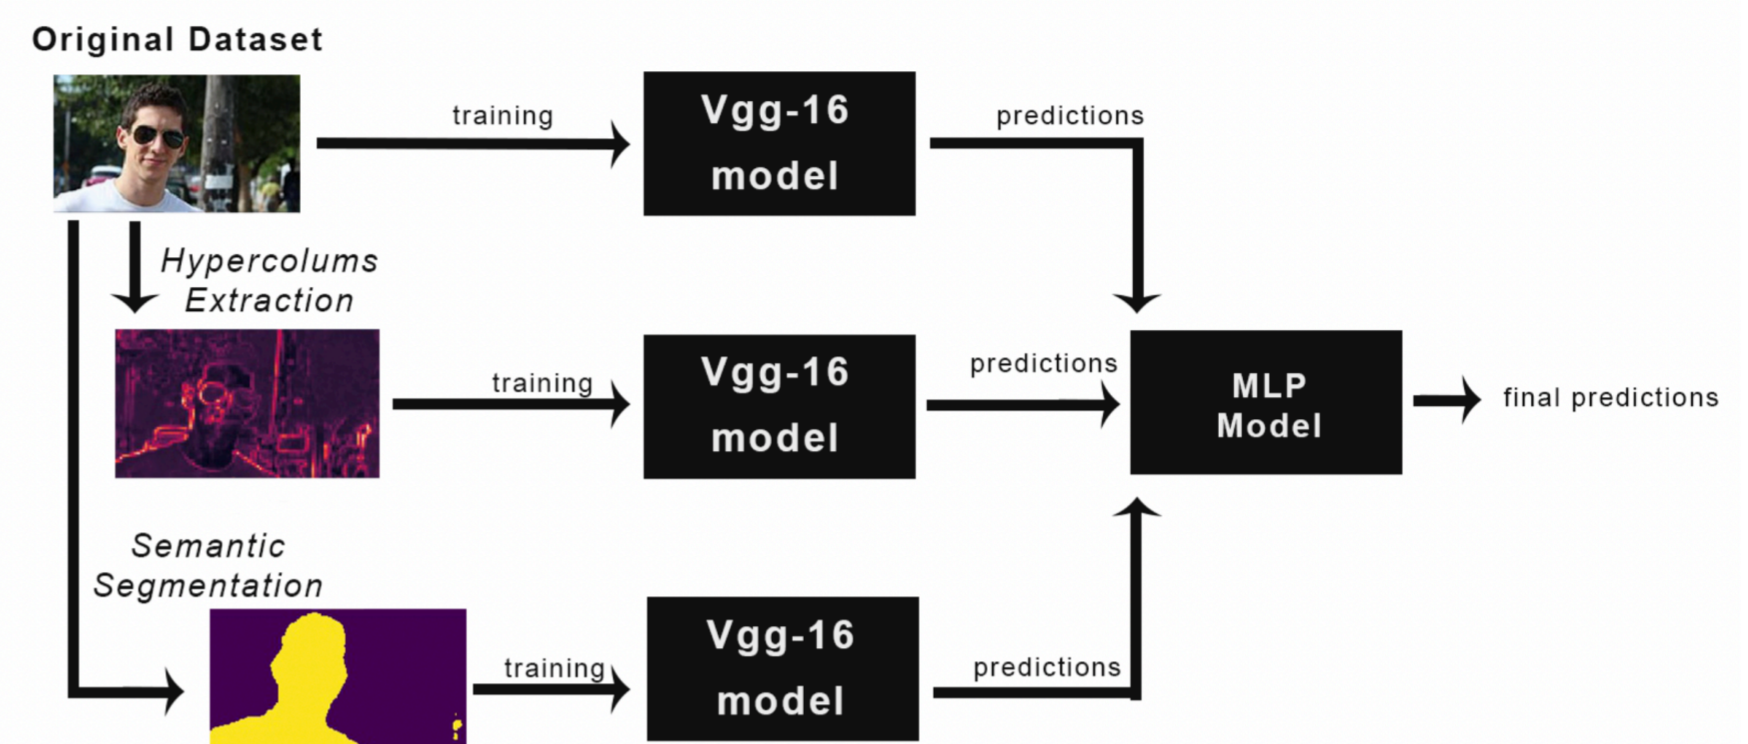 Original Dataset
training
Vgg-16
model
predictions
Hypercolums
Extraction
training
Vgg-16
model
predictions
MLP
Model
final predictions
Semantic
Segmentation
training
Vgg-16
model
predictions